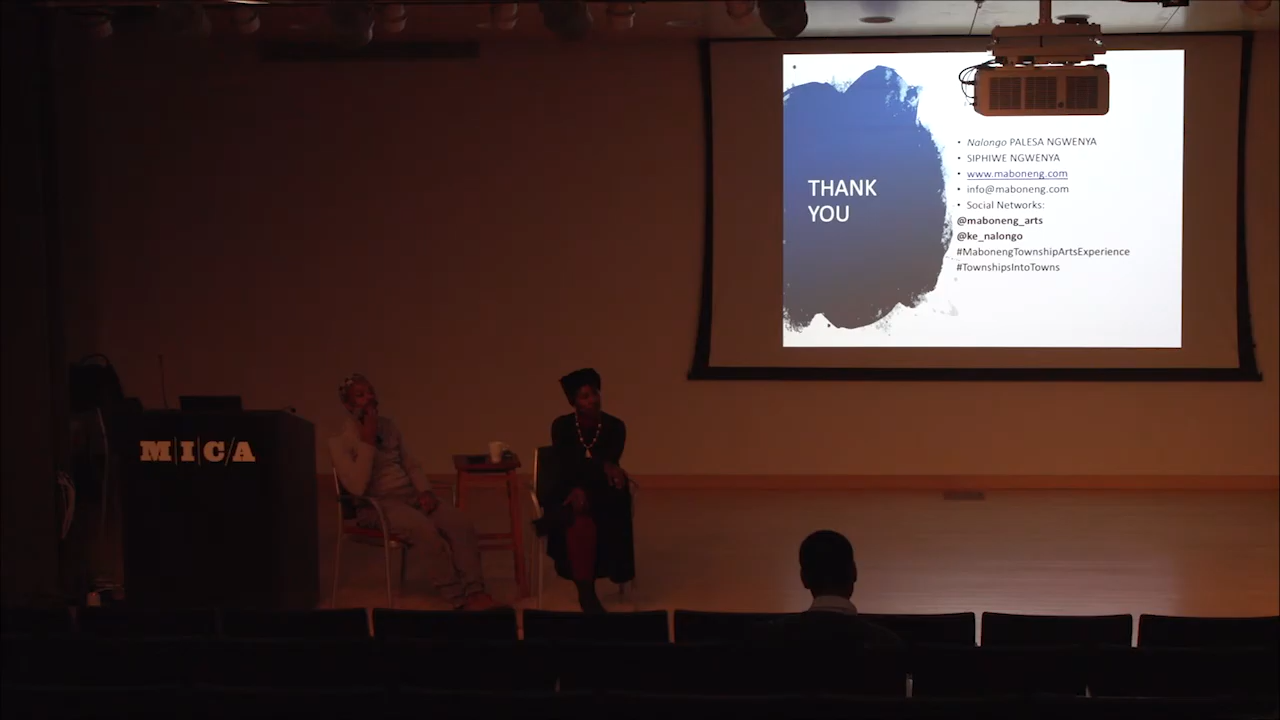 THANK
YOU
• Nalongo PALESA NGWENYA
• SIPHIWE NGWENYA
• www.maboneng.com
• info@maboneng.com
• Social Networks:
@maboneng_arts
@ke_nalongo
#MabonengTownshipArtsExperience
#TownshipsIntoTowns
M|I|C/A